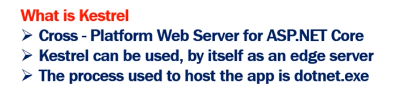 What is Kestrel
➢ Cross - Platform Web Server for ASP.NET Core
➢ Kestrel can be used, by itself as an edge server
➢ The process used to host the app is dotnet.exe